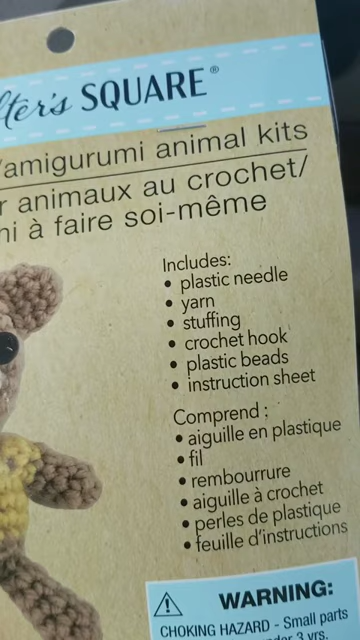 SQUARE®
amigurumi animal kits
animaux au crochet/
à faire soi-même
Includes:
• plastic needle
• yarn
• stuffing
• crochet hook
• plastic beads
• instruction sheet
Comprend :
• aiguille en plastique
• fil
• rembourrure
• aiguille à crochet
• perles de plastique
• feuille d'instructions
WARNING:
CHOKING HAZARD - Small parts
3 yrs.